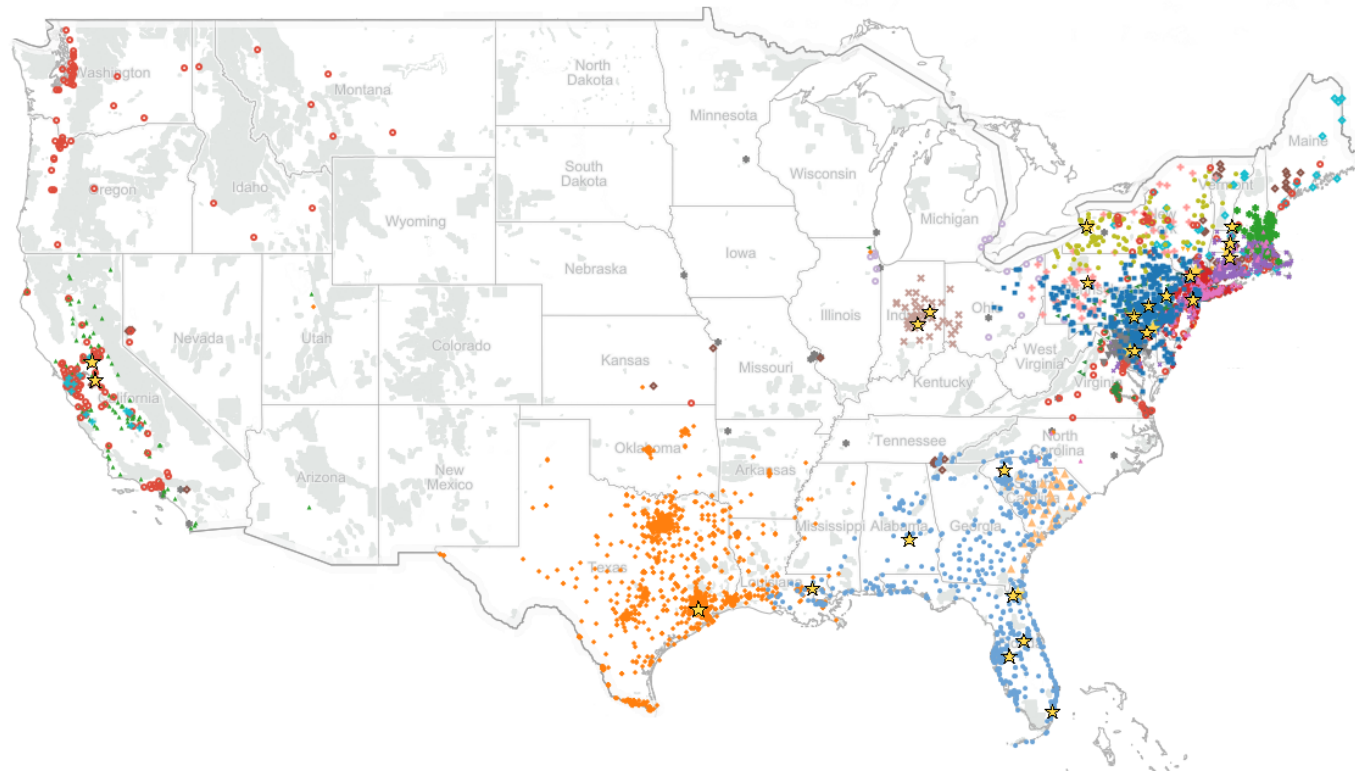 Washington
North
Dakota
Montana
Minnesota
Maine
Oregon
Idaho
South
Dakota
Wisconsin
Vermont
Wyoming
Michigan
Iowa
Nebraska
Nevada
Utah
Colorado
Illinois
Kansas
Missouri
West
Virginia
Virginia
Kentucky
California
Oklahoma
Tennessee
North
Carolina
Arizona
New
Mexico
Arkansas
Carolina
Mississippi
Alabama
Georgia
Texas
Louisiana